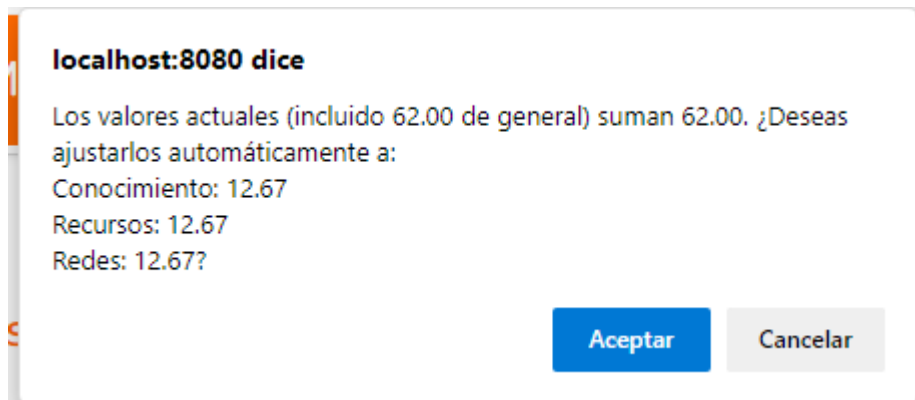 localhost:8080 dice
Los valores actuales (incluido 62.00 de general) suman 62.00. ¿Deseas
ajustarlos automáticamente a:
Conocimiento: 12.67
Recursos: 12.67
Redes: 12.67?
Aceptar
Cancelar